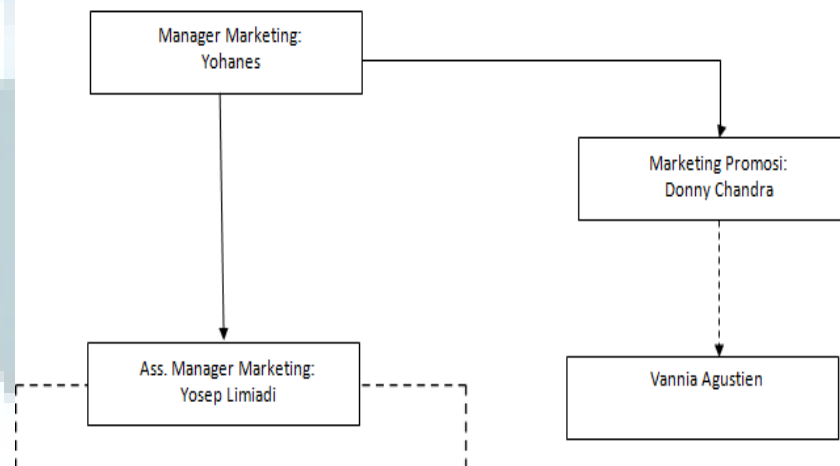 Manager Marketing:
Yohanes
Marketing Promosi:
Donny Chandra
Ass. Manager Marketing:
Yosep Limiadi
Vannia Agustien